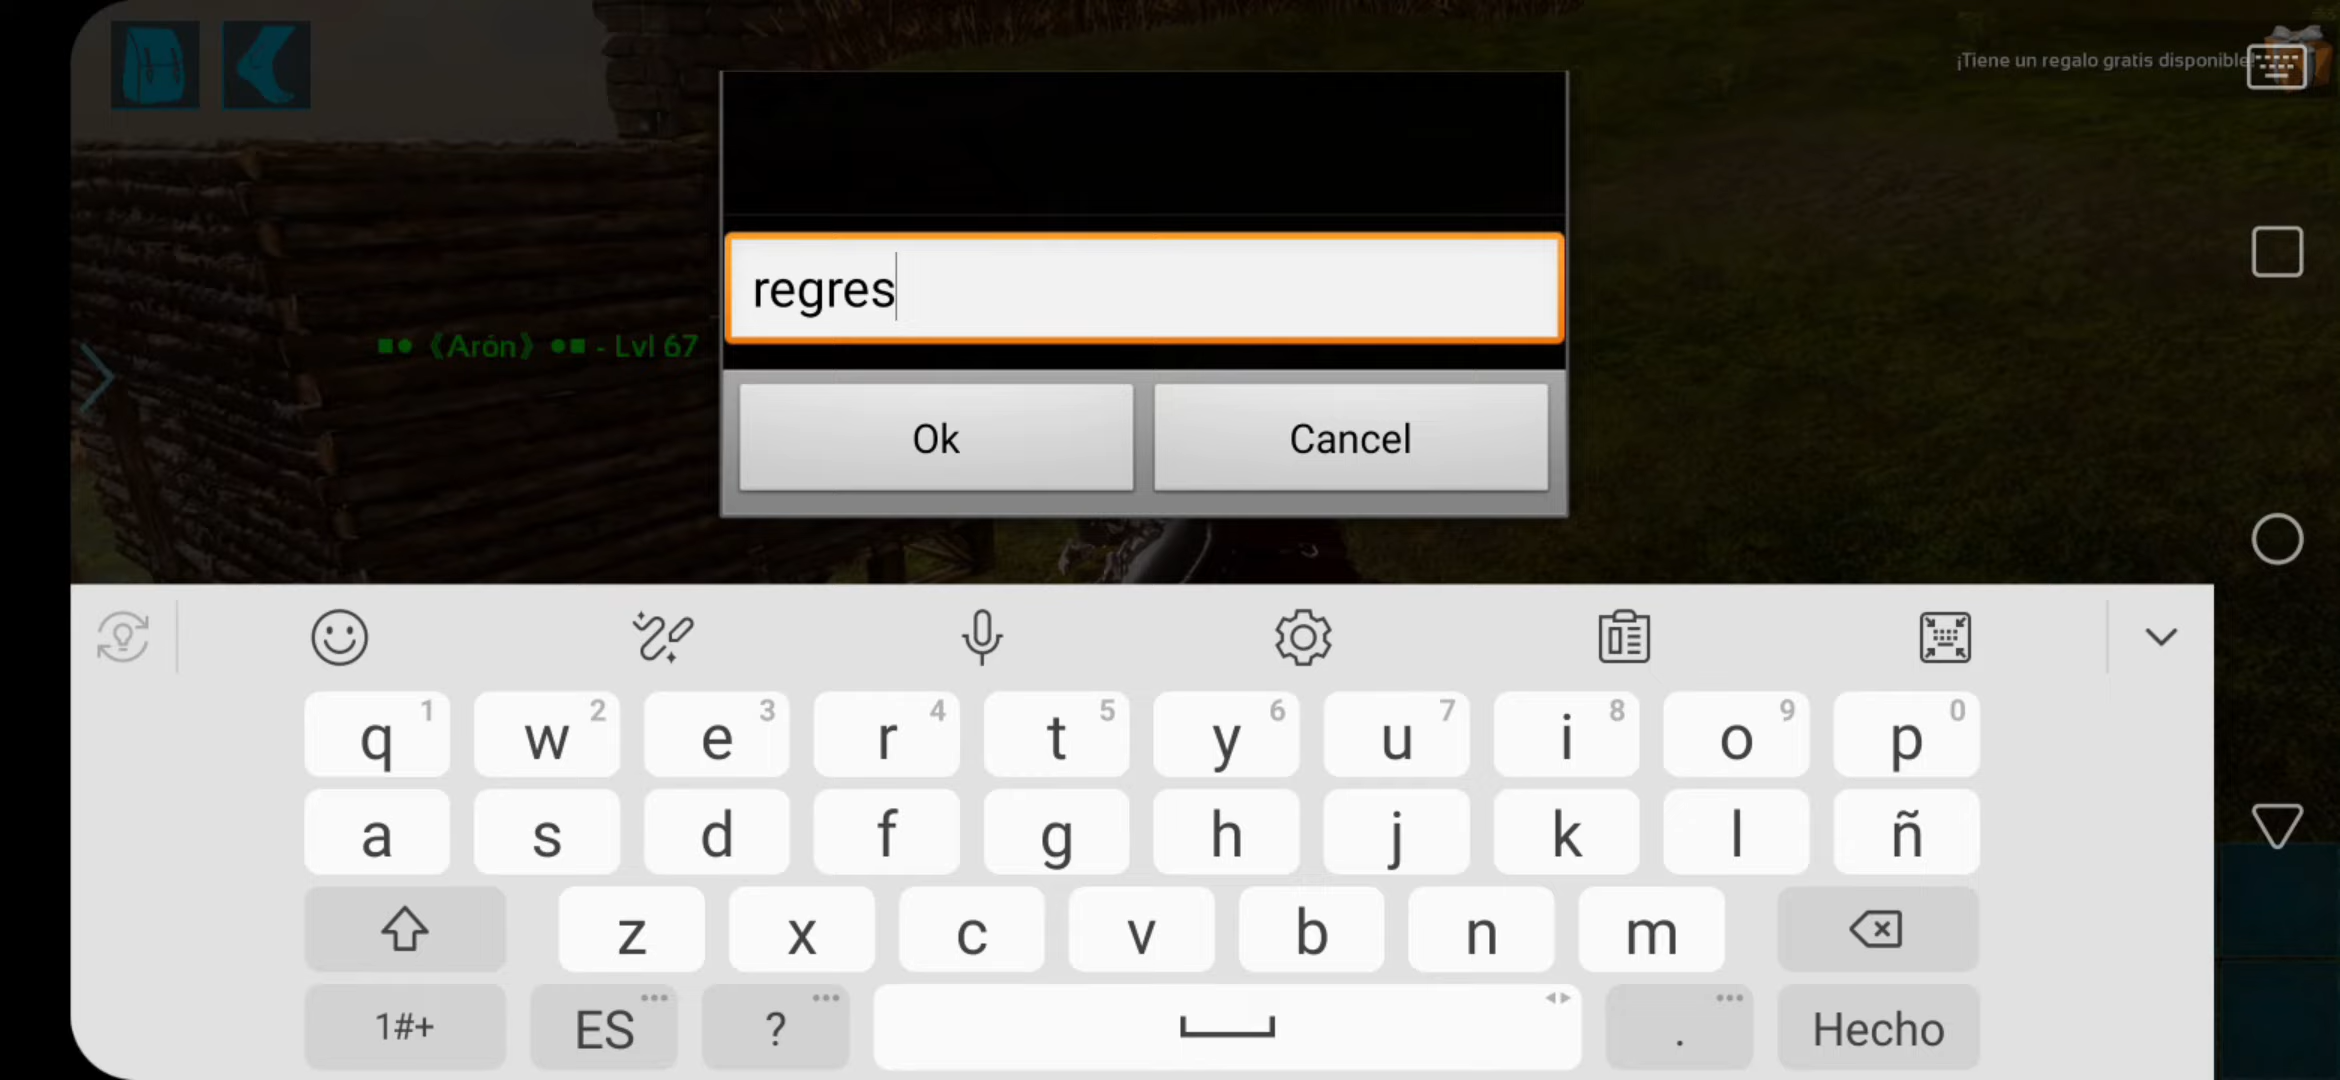 ¡Tiene un regalo gratis disponible!
regres
■● 《Arón》 ●■ - Lvl 67
Ok Cancel
q 1 w 2 e 3 r 4 t 5 y 6 u 7 i 8 o 9 p 0
a s d f g h j k l ñ
z x c v b n m
1#+ ES ? . Hecho